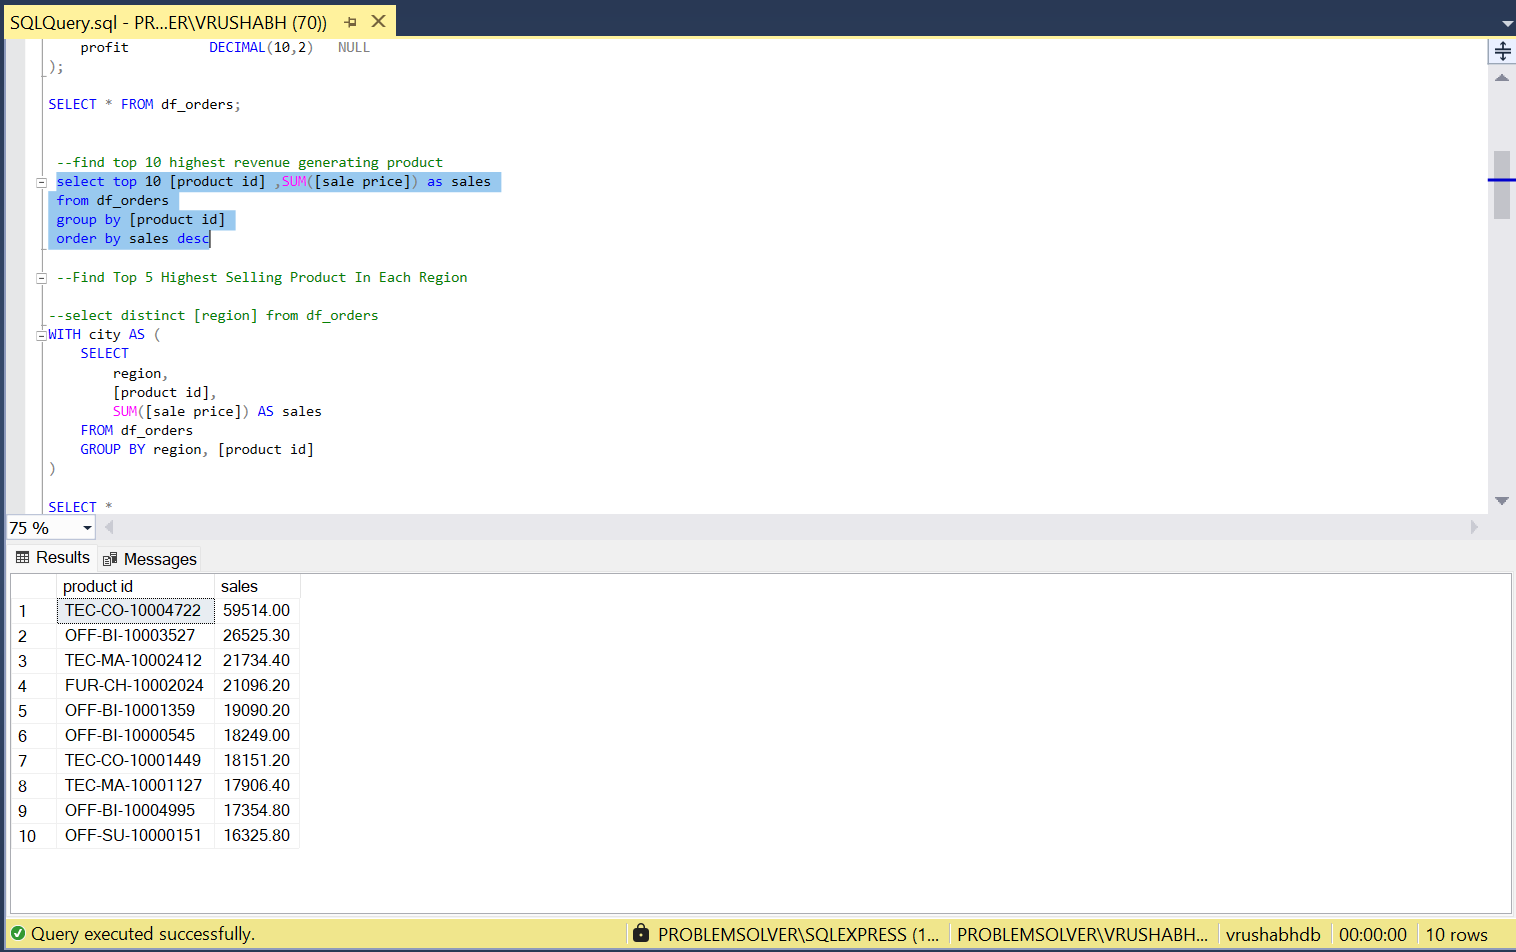 SQLQuery.sql - PR...ER\VRUSHABH (70))
profit DECIMAL(10,2) NULL
);
SELECT * FROM df_orders;
--find top 10 highest revenue generating product
select top 10 [product id] ,SUM([sale price]) as sales
from df_orders
group by [product id]
order by sales desc
--Find Top 5 Highest Selling Product In Each Region
--select distinct [region] from df_orders
WITH city AS (
SELECT
region,
[product id],
SUM([sale price]) AS sales
FROM df_orders
GROUP BY region, [product id]
)
SELECT *
75 %
Results Messages
product id sales
1 TEC-CO-10004722 59514.00
2 OFF-BI-10003527 26525.30
3 TEC-MA-10002412 21734.40
4 FUR-CH-10002024 21096.20
5 OFF-BI-10001359 19090.20
6 OFF-BI-10000545 18249.00
7 TEC-CO-10001449 18151.20
8 TEC-MA-10001127 17906.40
9 OFF-BI-10004995 17354.80
10 OFF-SU-10000151 16325.80
Query executed successfully. PROBLEMSOLVER\SQLEXPRESS (1... PROBLEMSOLVER\VRUSHABH... vrushabhdb 00:00:00 10 rows